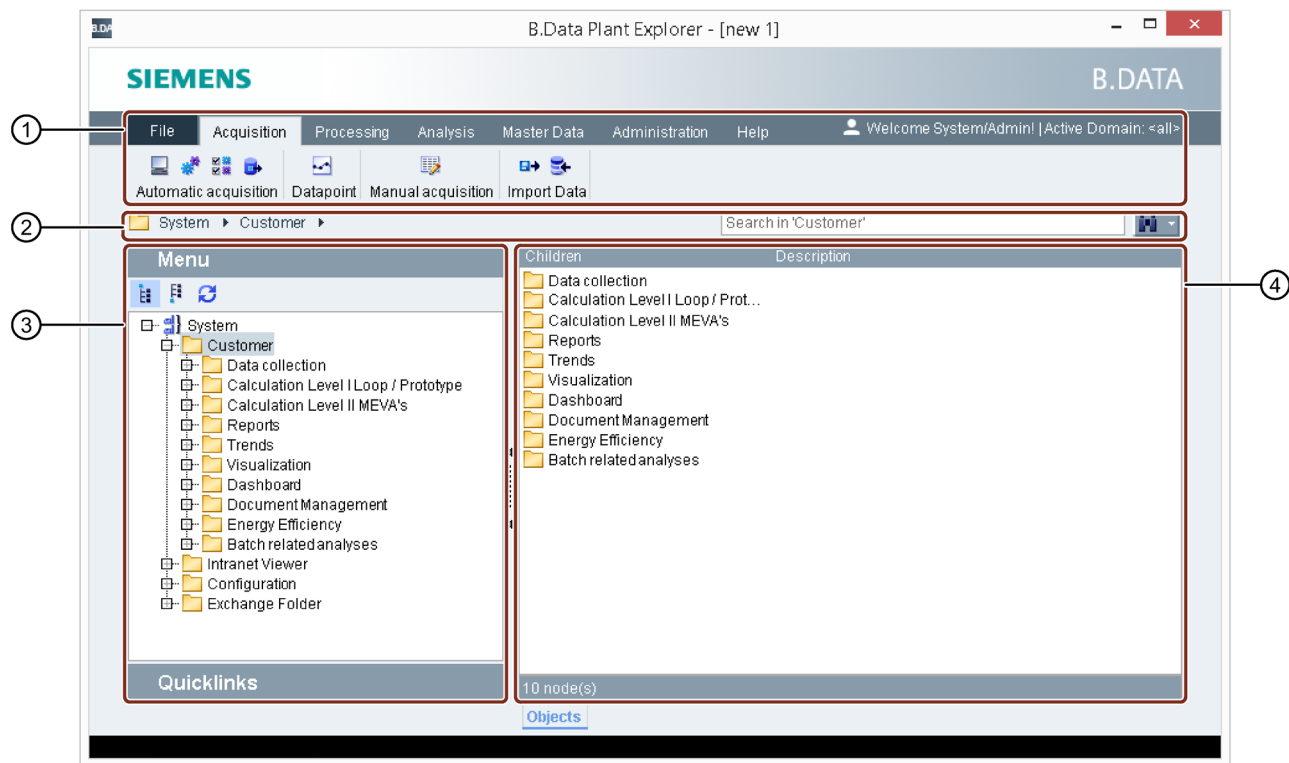 B.DA
B.Data Plant Explorer - [new 1]
SIEMENS
B.DATA
1
File Acquisition Processing Analysis Master Data Administration Help Welcome System/Admin! | Active Domain: <all>
Automatic acquisition Datapoint Manual acquisition Import Data
2
System Customer Search in 'Customer'
Menu
Children Description
4
3
System
Customer
Data collection
Calculation Level I Loop / Prototype
Calculation Level II MEVA's
Reports
Trends
Visualization
Dashboard
Document Management
Energy Efficiency
Batch related analyses
Intranet Viewer
Configuration
Exchange Folder
Data collection
Calculation Level I Loop / Prot...
Calculation Level II MEVA's
Reports
Trends
Visualization
Dashboard
Document Management
Energy Efficiency
Batch related analyses
Quicklinks
10 node(s)
Objects